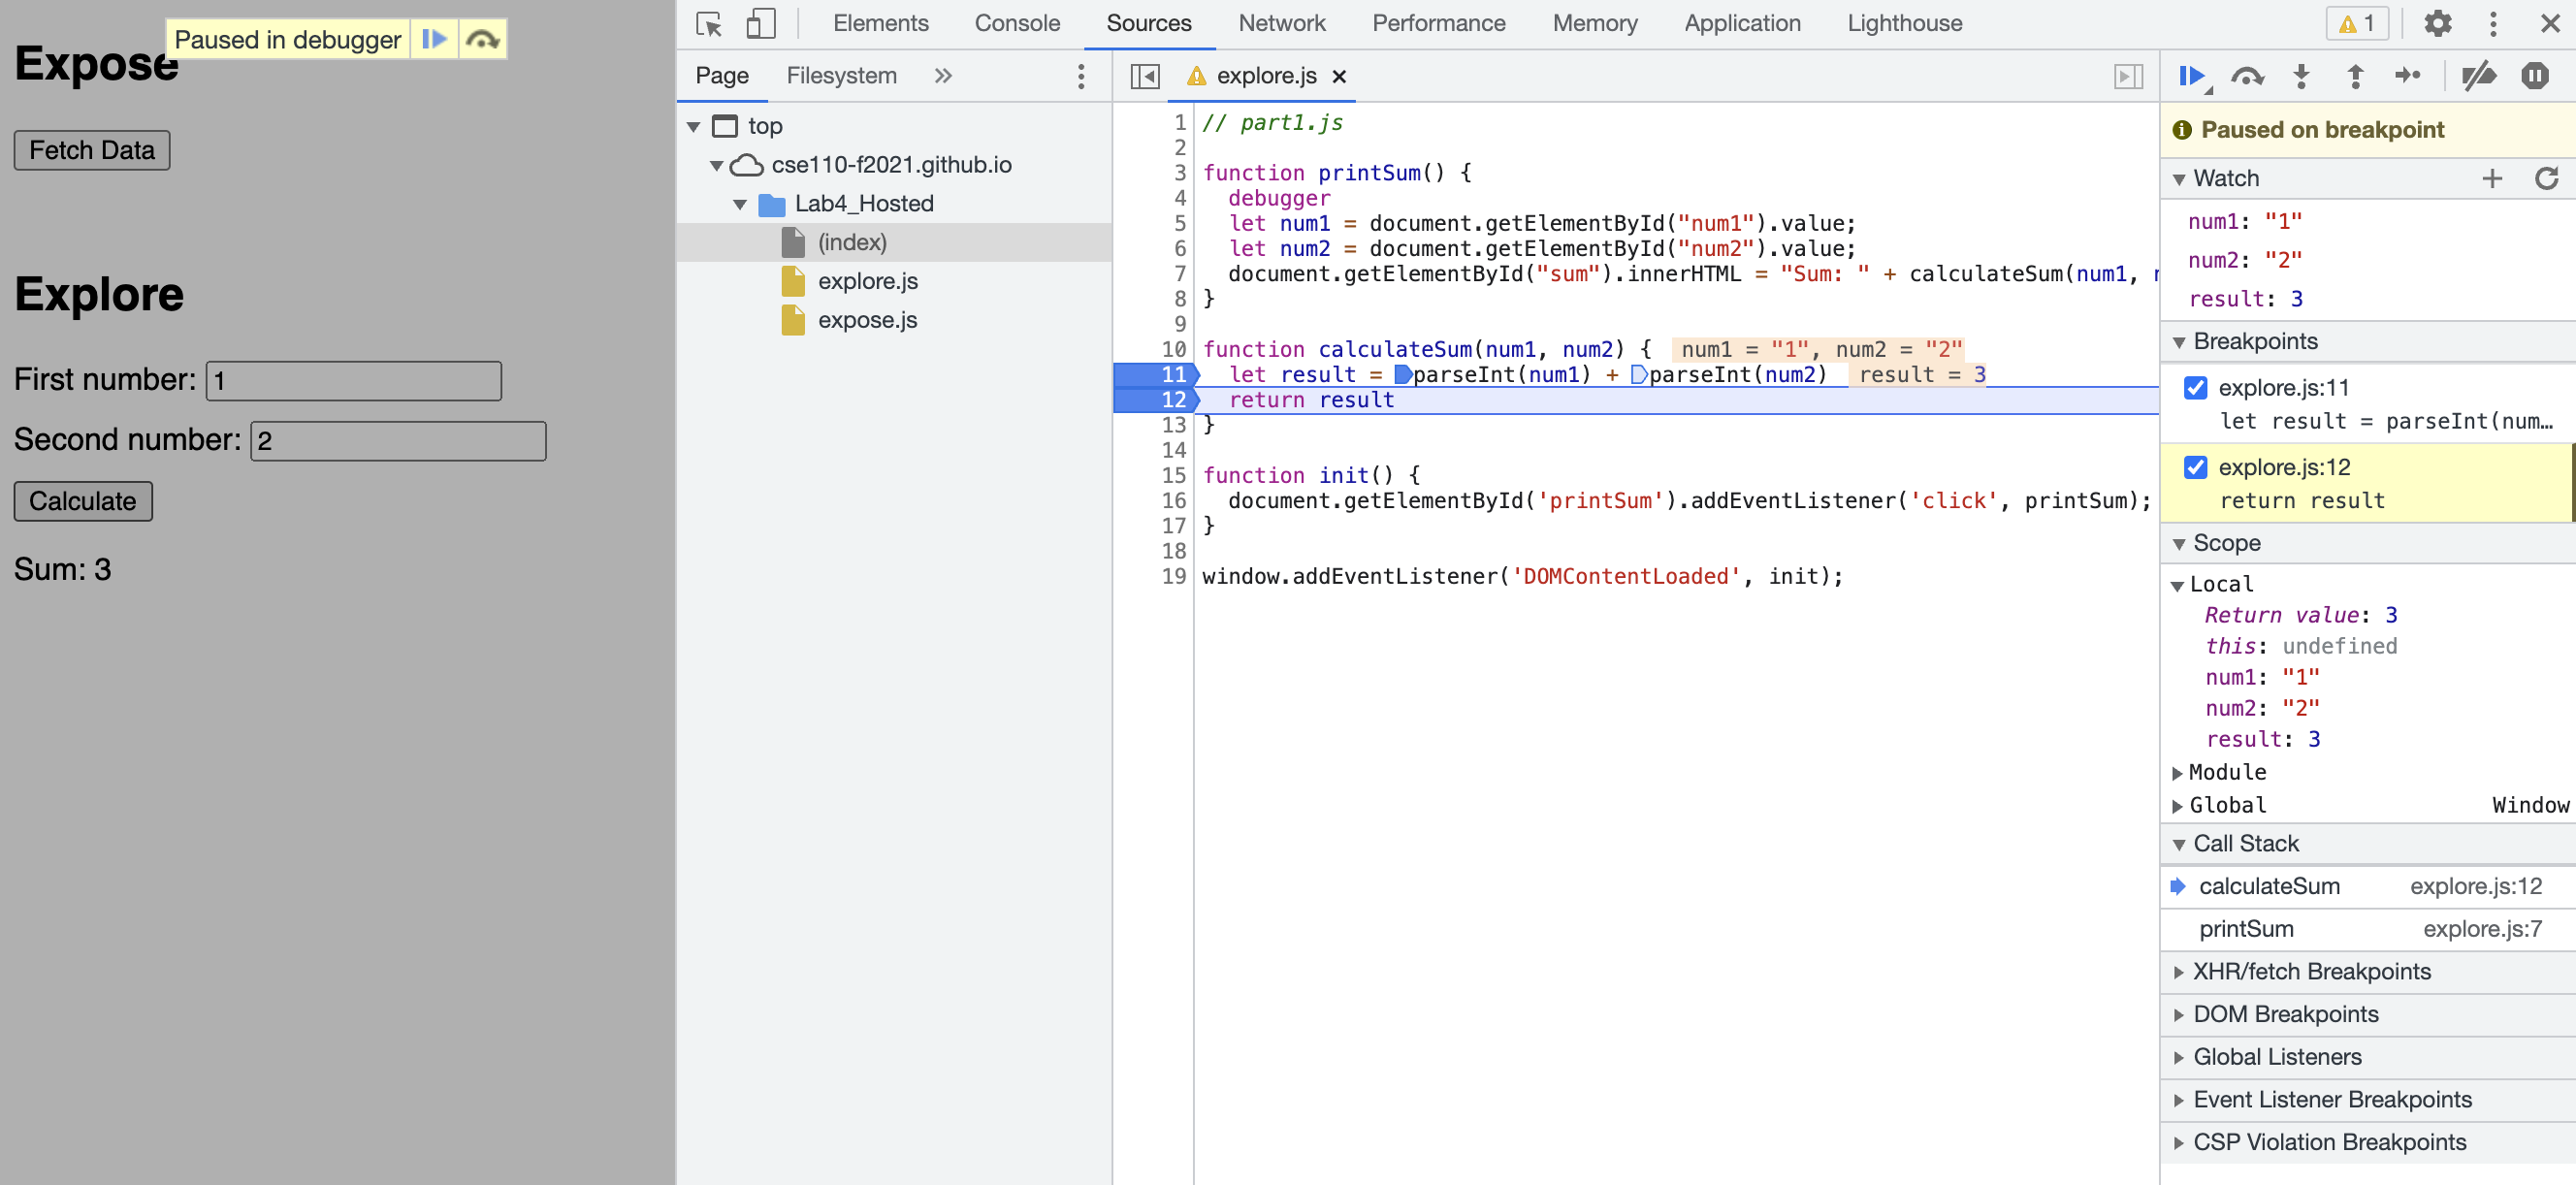 Paused in debugger
Expose
Fetch Data
Explore
First number: 1
Second number: 2
Calculate
Sum: 3
Elements Console Sources Network Performance Memory Application Lighthouse 1
Page Filesystem »
top
cse110-f2021.github.io
Lab4_Hosted
(index)
explore.js
expose.js
explore.js ×
1 // part1.js
2
3 function printSum() {
4 debugger
5 let num1 = document.getElementById("num1").value;
6 let num2 = document.getElementById("num2").value;
7 document.getElementById("sum").innerHTML = "Sum: " + calculateSum(num1,
8 }
9
10 function calculateSum(num1, num2) { num1 = "1", num2 = "2"
11 let result = parseInt(num1) + parseInt(num2) result = 3
12 return result
13 }
14
15 function init() {
16 document.getElementById('printSum').addEventListener('click', printSum);
17 }
18
19 window.addEventListener('DOMContentLoaded', init);
Paused on breakpoint
Watch
num1: "1"
num2: "2"
result: 3
Breakpoints
explore.js:11
let result = parseInt(num…
explore.js:12
return result
Scope
Local
Return value: 3
this: undefined
num1: "1"
num2: "2"
result: 3
Module
Global Window
Call Stack
calculateSum explore.js:12
printSum explore.js:7
XHR/fetch Breakpoints
DOM Breakpoints
Global Listeners
Event Listener Breakpoints
CSP Violation Breakpoints